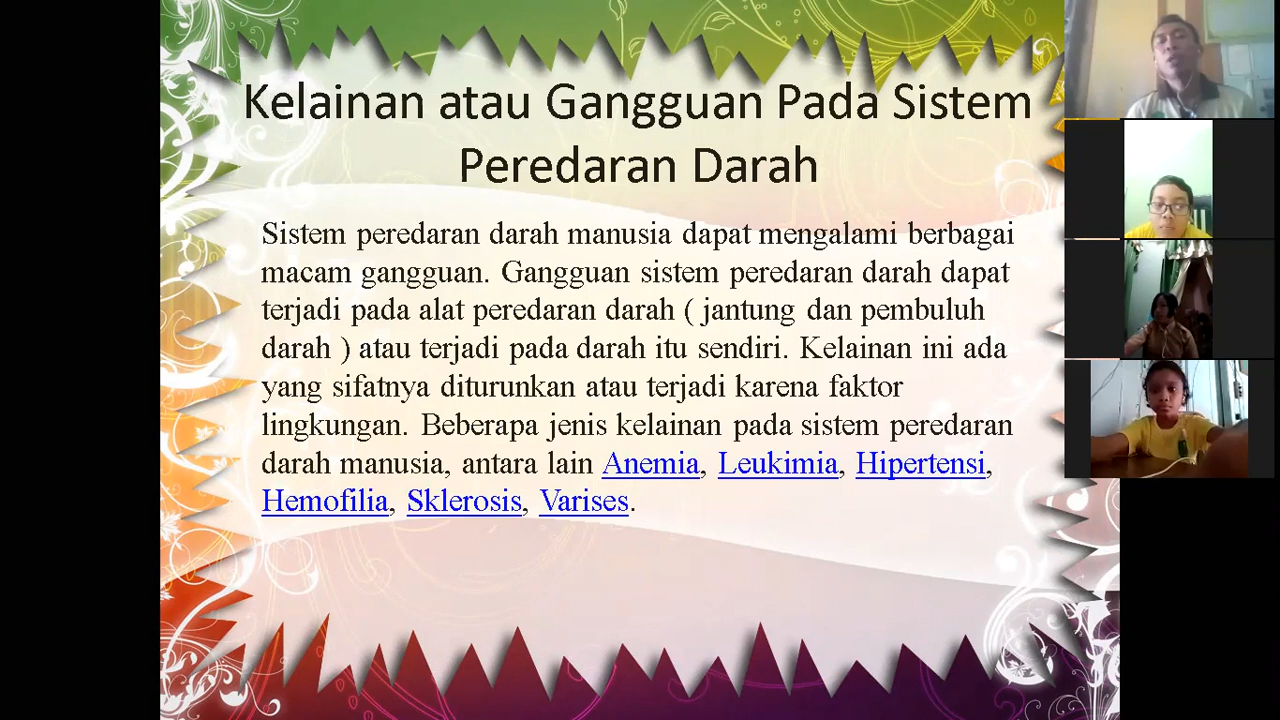 Kelainan atau Gangguan Pada Sistem
Peredaran Darah
Sistem peredaran darah manusia dapat mengalami berbagai
macam gangguan. Gangguan sistem peredaran darah dapat
terjadi pada alat peredaran darah ( jantung dan pembuluh
darah ) atau terjadi pada darah itu sendiri. Kelainan ini ada
yang sifatnya diturunkan atau terjadi karena faktor
lingkungan. Beberapa jenis kelainan pada sistem peredaran
darah manusia, antara lain Anemia, Leukimia, Hipertensi,
Hemofilia, Sklerosis, Varises.